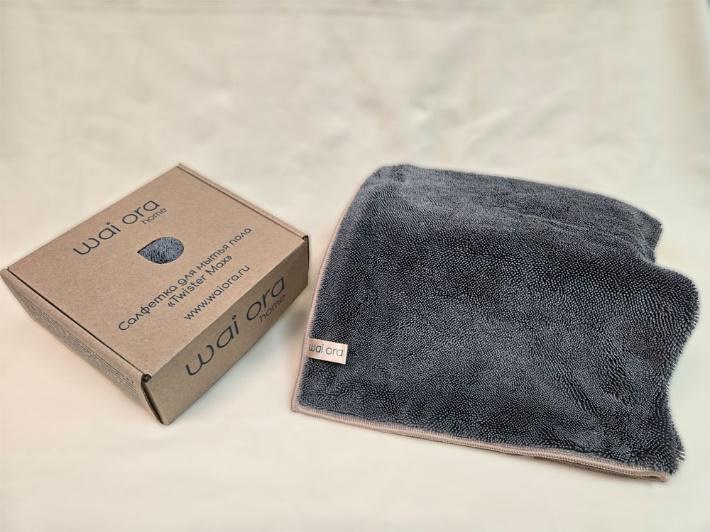 wai ora
home
Салфетка для мытья пола
«Twister Max»
www.waiora.ru
wai ora
home
wai ora